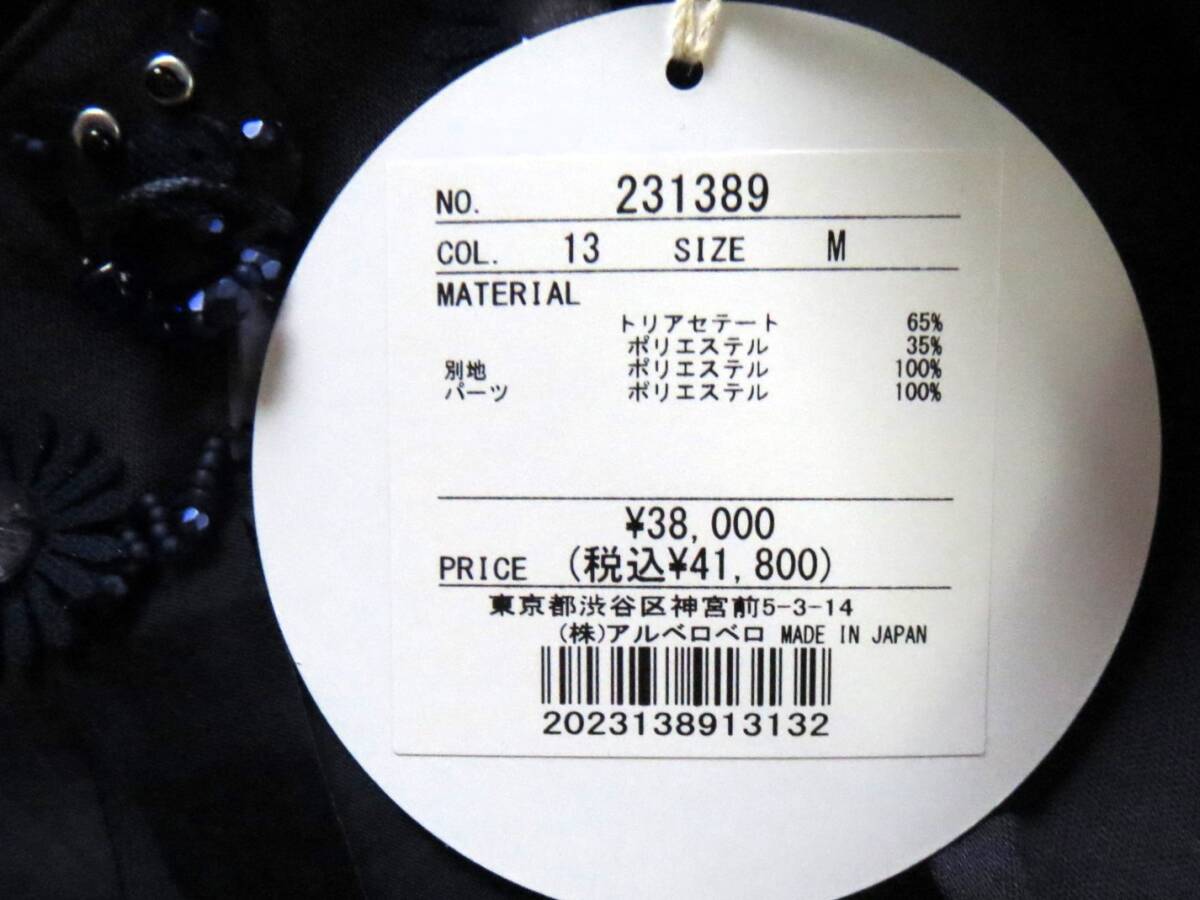 NO. 231389
COL. 13 SIZE M
MATERIAL
トリアセテート 65%
ポリエステル 35%
別地 ポリエステル 100%
パーツ ポリエステル 100%
¥38,000
PRICE (税込¥41,800)
東京都渋谷区神宮前5-3-14
(株)アルベロベロ MADE IN JAPAN
2023138913132